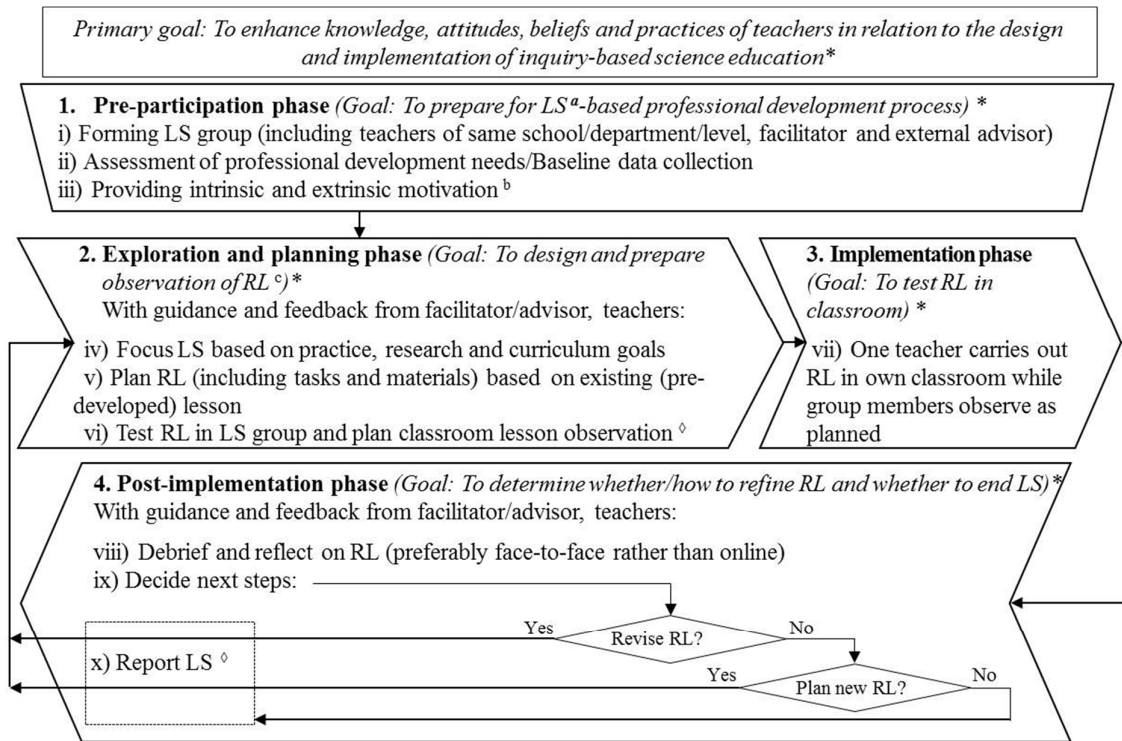 Primary goal: To enhance knowledge, attitudes, beliefs and practices of teachers in relation to the design
and implementation of inquiry-based science education*
1. Pre-participation phase (Goal: To prepare for LSᵃ-based professional development process) *
i) Forming LS group (including teachers of same school/department/level, facilitator and external advisor)
ii) Assessment of professional development needs/Baseline data collection
iii) Providing intrinsic and extrinsic motivation ᵇ
2. Exploration and planning phase (Goal: To design and prepare
observation of RL ᶜ) *
With guidance and feedback from facilitator/advisor, teachers:
iv) Focus LS based on practice, research and curriculum goals
v) Plan RL (including tasks and materials) based on existing (pre-
developed) lesson
vi) Test RL in LS group and plan classroom lesson observation ◊
3. Implementation phase
(Goal: To test RL in
classroom) *
vii) One teacher carries out
RL in own classroom while
group members observe as
planned
4. Post-implementation phase (Goal: To determine whether/how to refine RL and whether to end LS) *
With guidance and feedback from facilitator/advisor, teachers:
viii) Debrief and reflect on RL (preferably face-to-face rather than online)
ix) Decide next steps:
Yes
Revise RL?
No
x) Report LS ◊
Yes
Plan new RL?
No